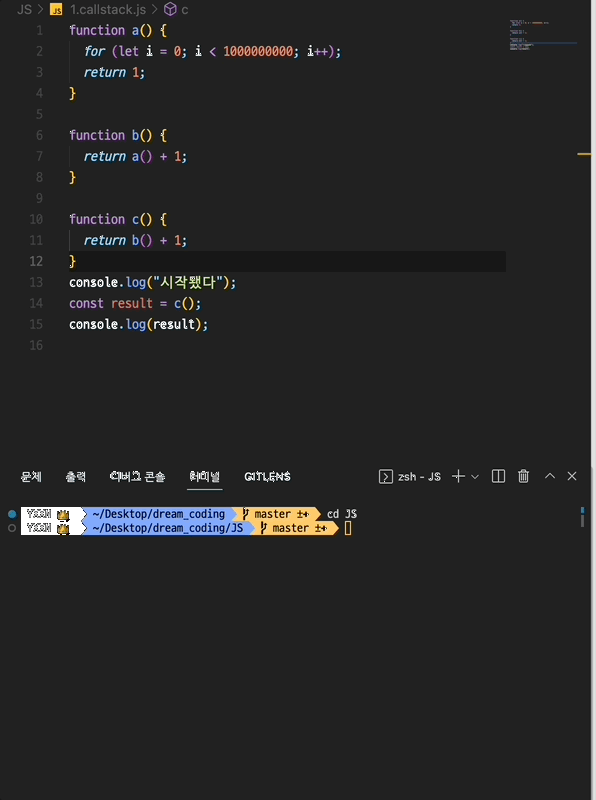 JS > JS 1.callstack.js > c
1 function a() {
2 for (let i = 0; i < 1000000000; i++);
3 return 1;
4 }
5
6 function b() {
7 return a() + 1;
8 }
9
10 function c() {
11 return b() + 1;
12 }
13 console.log("시작됐다");
14 const result = c();
15 console.log(result);
16
문제 출력 디버그 콘솔 터미널 GITLENS zsh - JS
~/Desktop/dream_coding master ±✚ cd JS
~/Desktop/dream_coding/JS master ±✚